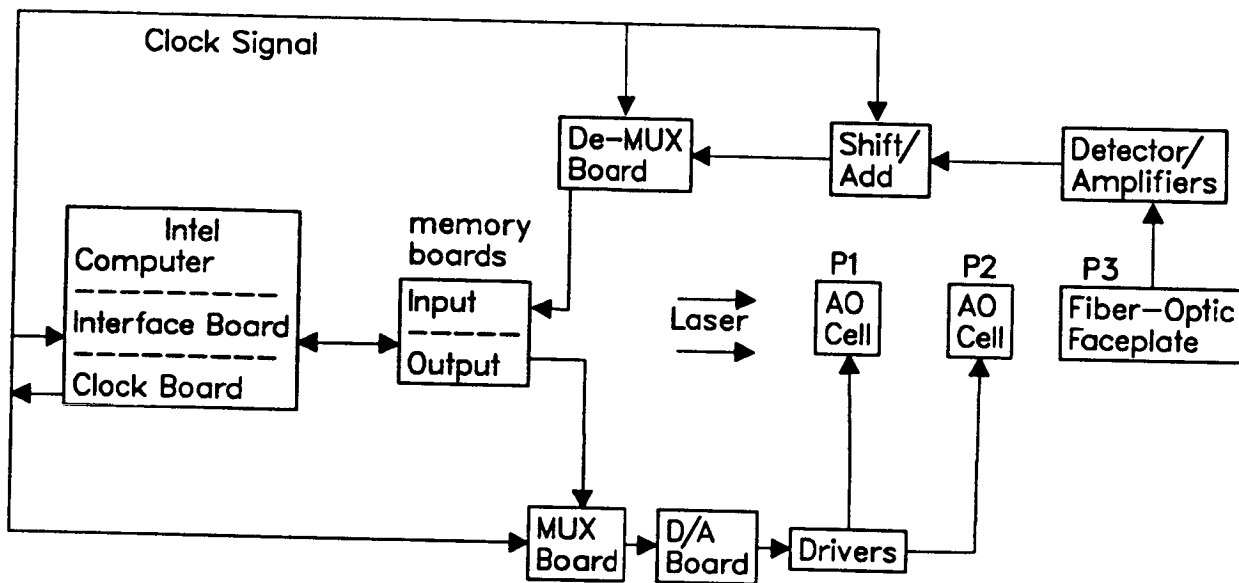 Clock Signal
De-MUX
Board
Shift/
Add
Detector/
Amplifiers
Intel
Computer
Interface Board
Clock Board
memory
boards
Input
Output
Laser
P1
AO
Cell
P2
AO
Cell
P3
Fiber-Optic
Faceplate
MUX
Board
D/A
Board
Drivers